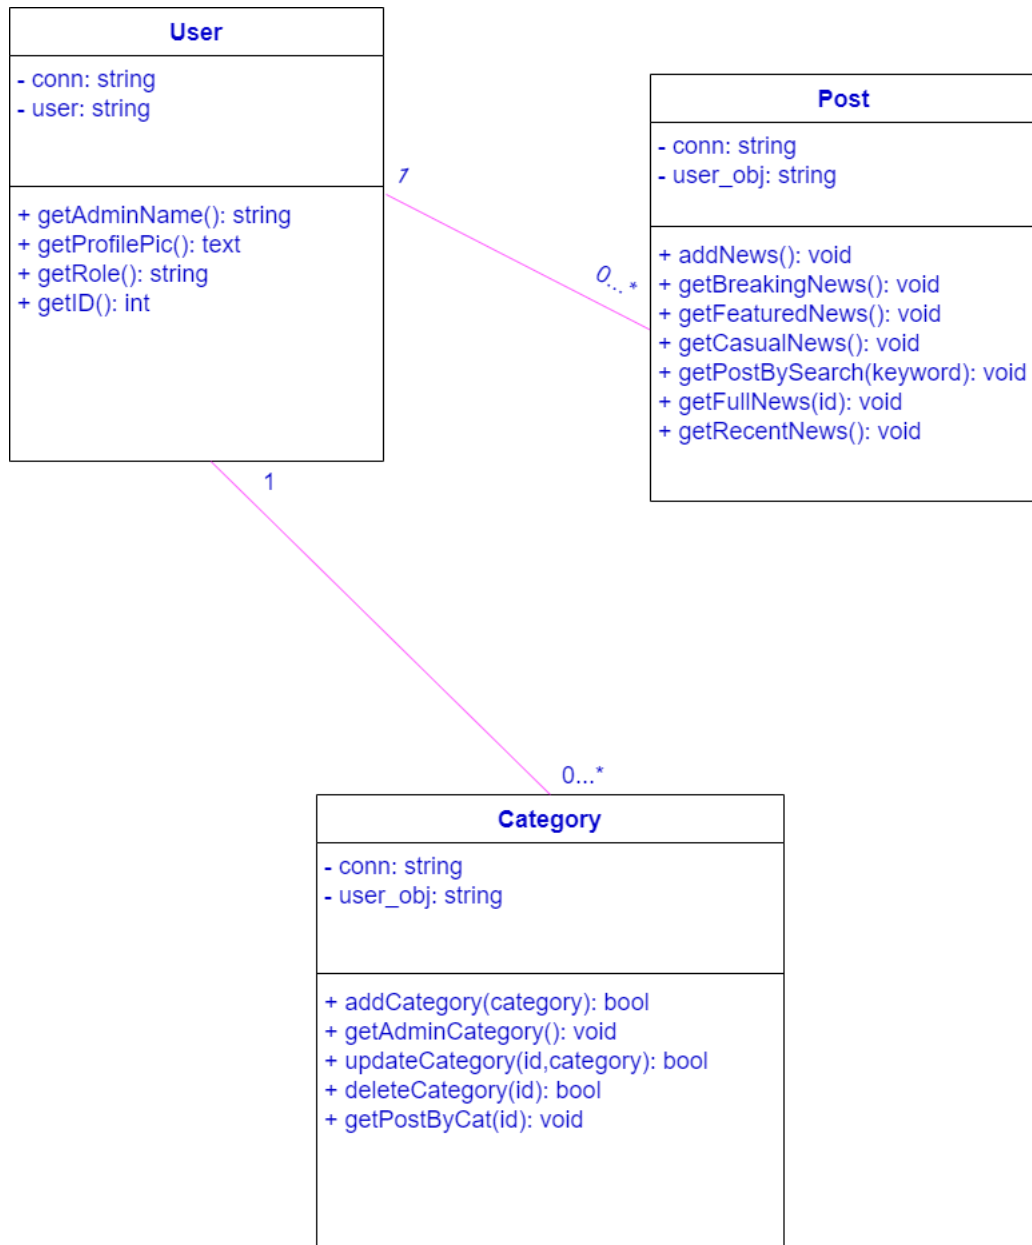 User
- conn: string
- user: string
+ getAdminName(): string
+ getProfilePic(): text
+ getRole(): string
+ getID(): int
1
0... *
Post
- conn: string
- user_obj: string
+ addNews(): void
+ getBreakingNews(): void
+ getFeaturedNews(): void
+ getCasualNews(): void
+ getPostBySearch(keyword): void
+ getFullNews(id): void
+ getRecentNews(): void
1
0...*
Category
- conn: string
- user_obj: string
+ addCategory(category): bool
+ getAdminCategory(): void
+ updateCategory(id,category): bool
+ deleteCategory(id): bool
+ getPostByCat(id): void